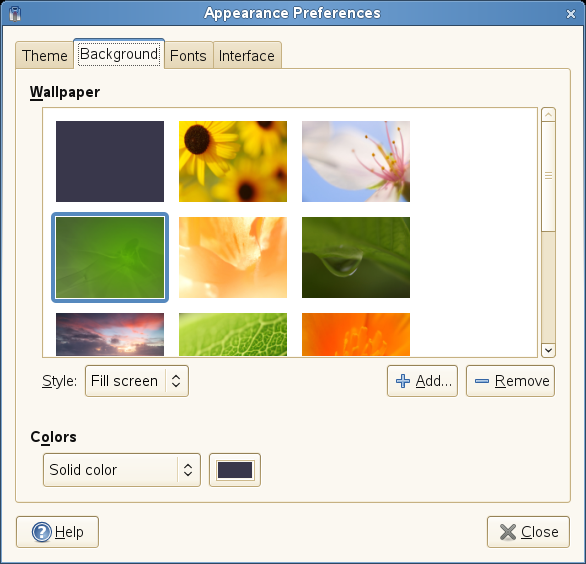 Appearance Preferences
Theme Background Fonts Interface
Wallpaper
Style: Fill screen Add... Remove
Colors
Solid color
Help Close